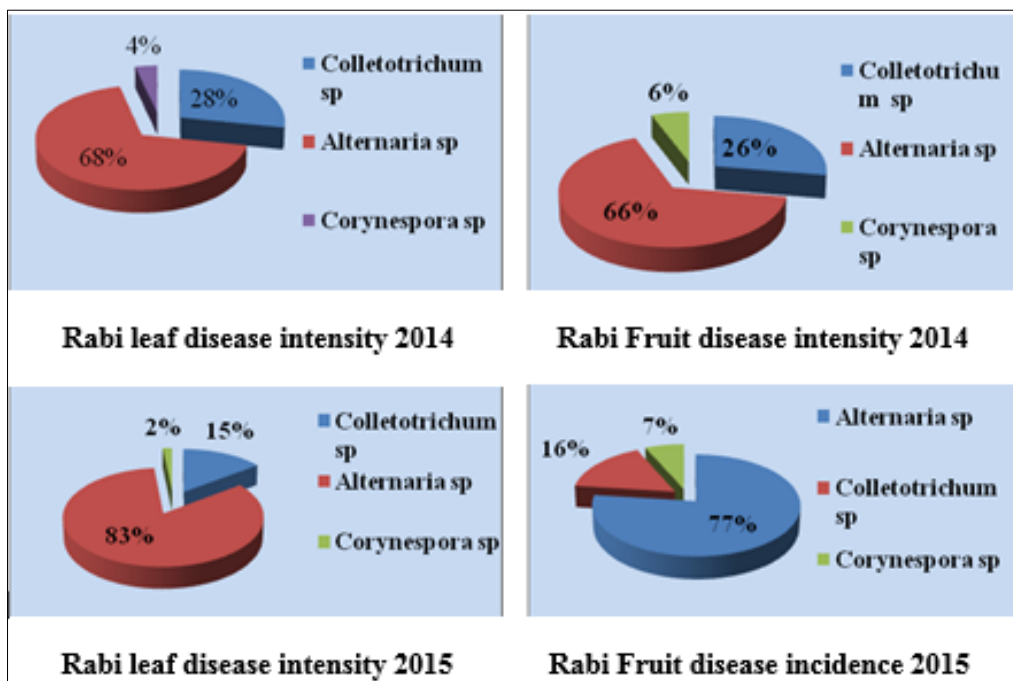 4%
28%
68%
Colletotrichum
sp
Alternaria sp
Corynespora sp
Rabi leaf disease intensity 2014
6%
26%
66%
Colletotrichu
m sp
Alternaria sp
Corynespora
sp
Rabi Fruit disease intensity 2014
2%
15%
83%
Colletotrichum
sp
Alternaria sp
Corynespora sp
Rabi leaf disease intensity 2015
7%
16%
77%
Alternaria sp
Colletotrichum
sp
Corynespora sp
Rabi Fruit disease incidence 2015